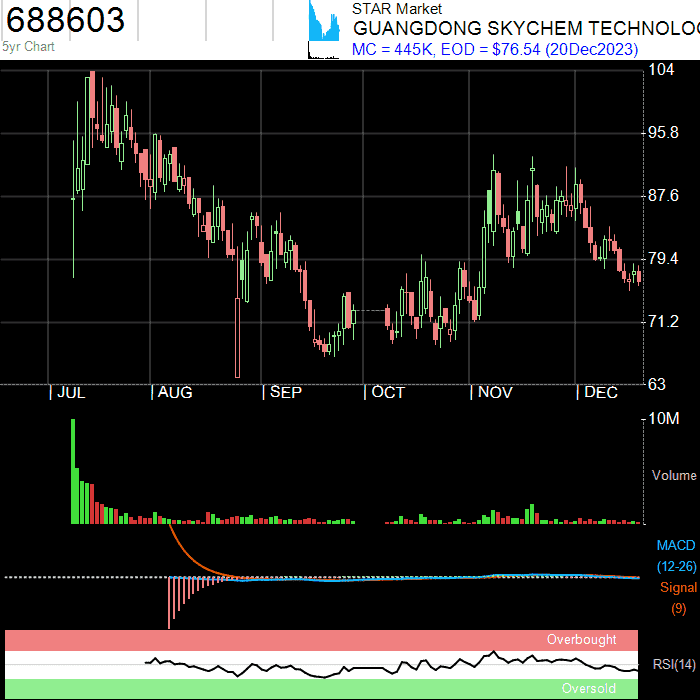 688603
STAR Market
GUANGDONG SKYCHEM TECHNOLO
5yr Chart
MC = 445K, EOD = $76.54 (20Dec2023)
104
95.8
87.6
79.4
71.2
63
JUL AUG SEP OCT NOV DEC
10M
Volume
MACD
(12-26)
Signal
(9)
Overbought
RSI(14)
Oversold